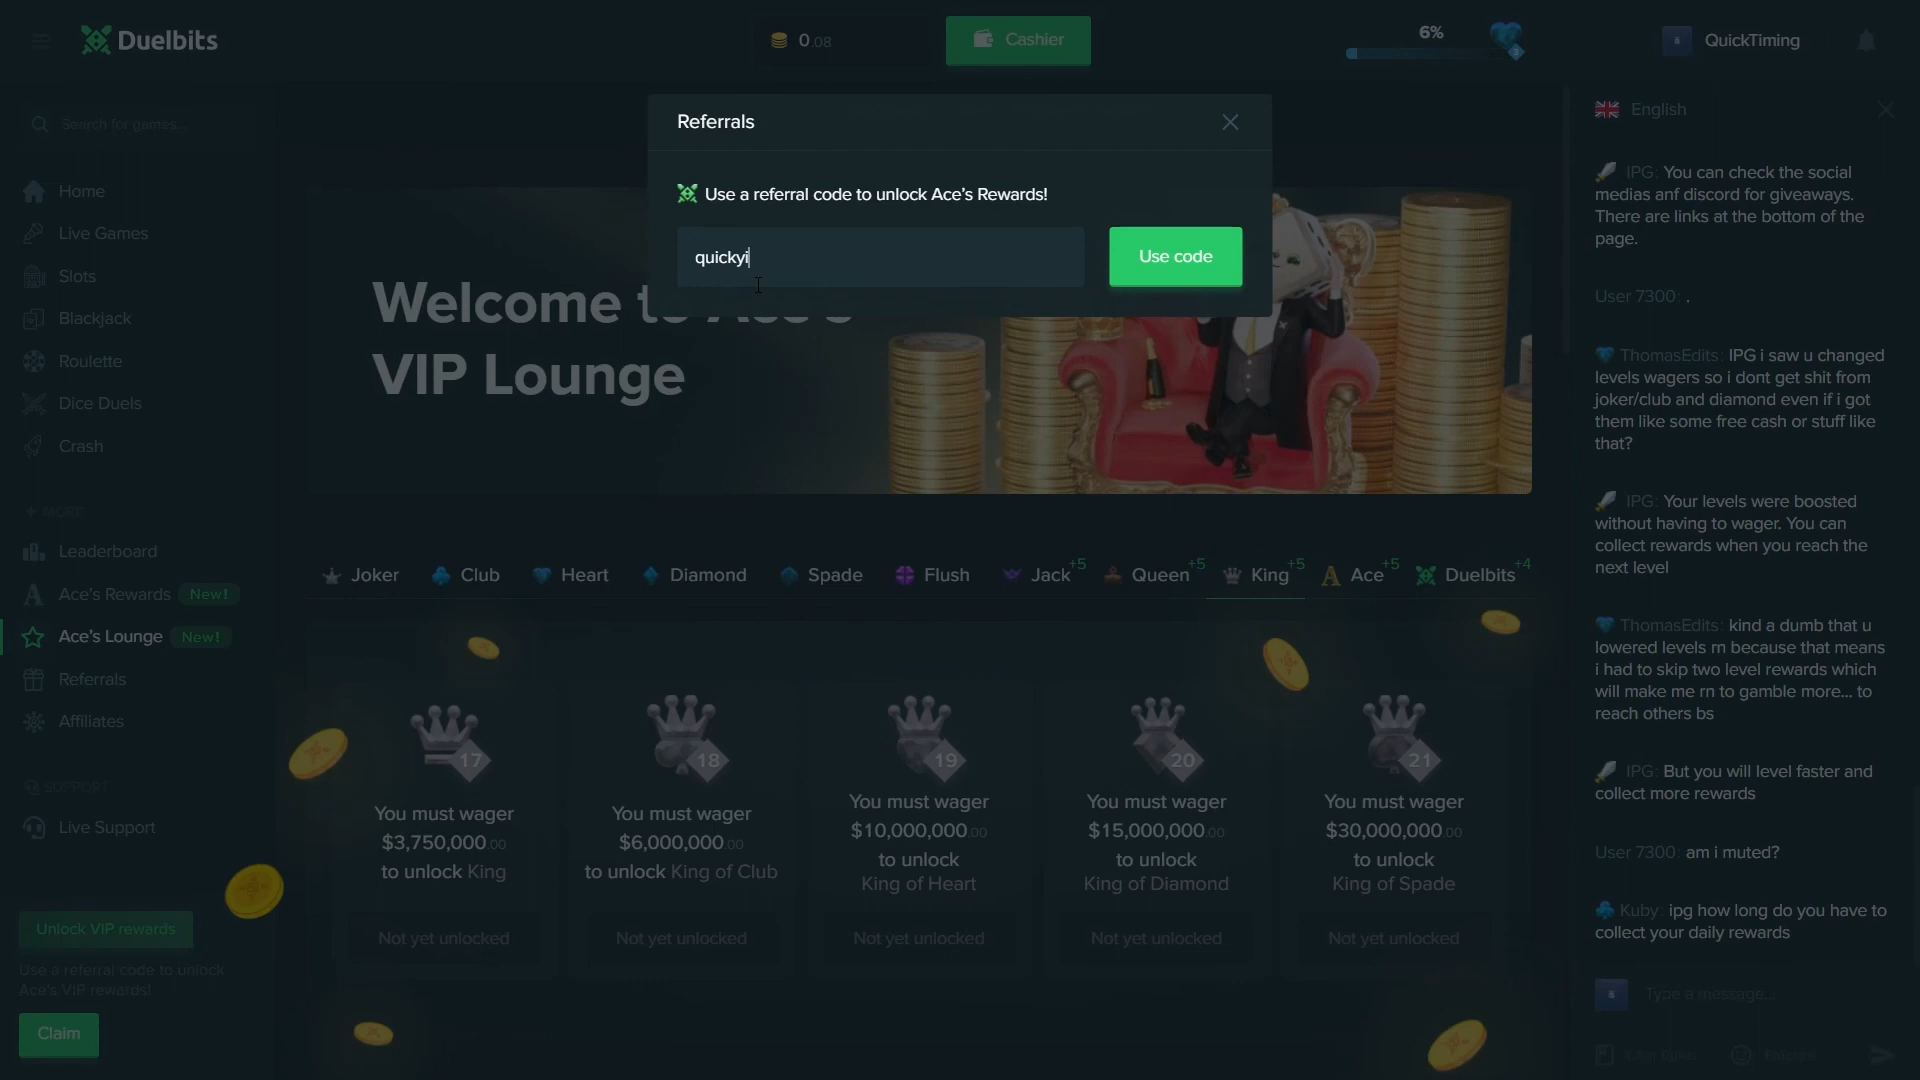 Duelbits
0.08
Cashier
6%
3
QuickTiming
Search for games...
Home
Live Games
Slots
Blackjack
Roulette
Dice Duels
Crash
MORE
Leaderboard
Ace's Rewards New!
Ace's Lounge New!
Referrals
Affiliates
SUPPORT
Live Support
Unlock VIP rewards
Use a referral code to unlock
Ace's VIP rewards!
Claim
Referrals
Use a referral code to unlock Ace's Rewards!
quickyi
Use code
Welcome to Ace's
VIP Lounge
Joker
Club
Heart
Diamond
Spade
Flush
Jack +5
Queen +5
King +5
Ace +5
Duelbits +4
17
You must wager
$3,750,000.00
to unlock King
Not yet unlocked
18
You must wager
$6,000,000.00
to unlock King of Club
Not yet unlocked
19
You must wager
$10,000,000.00
to unlock
King of Heart
Not yet unlocked
20
You must wager
$15,000,000.00
to unlock
King of Diamond
Not yet unlocked
21
You must wager
$30,000,000.00
to unlock
King of Spade
Not yet unlocked
English
IPG: You can check the social
medias anf discord for giveaways.
There are links at the bottom of the
page.
User 7300: .
ThomasEdits: IPG i saw u changed
levels wagers so i dont get shit from
joker/club and diamond even if i got
them like some free cash or stuff like
that?
IPG: Your levels were boosted
without having to wager. You can
collect rewards when you reach the
next level
ThomasEdits: kind a dumb that u
lowered levels rn because that means
i had to skip two level rewards which
will make me rn to gamble more... to
reach others bs
IPG: But you will level faster and
collect more rewards
User 7300: am i muted?
Kuby: ipg how long do you have to
collect your daily rewards
Type a message...